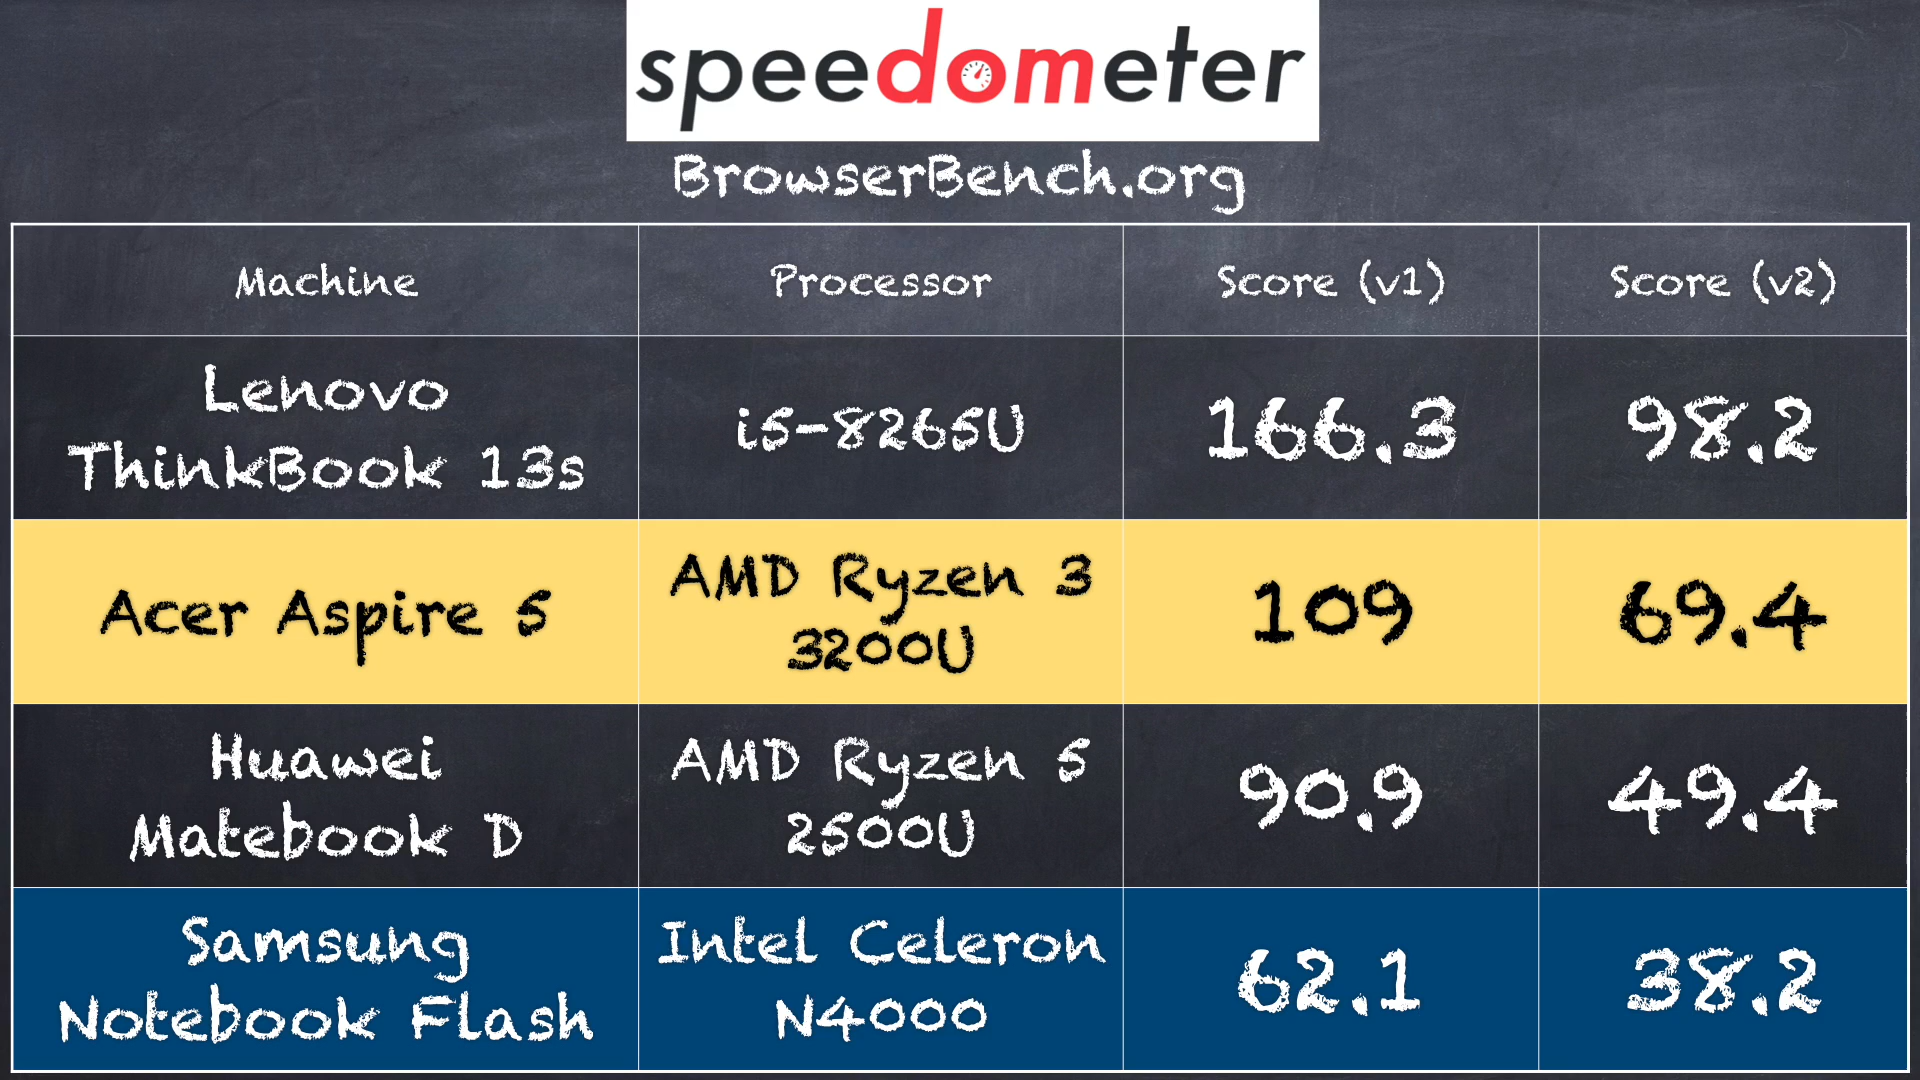 speedometer
BrowserBench.org
Machine Processor Score (v1) Score (v2)
Lenovo
ThinkBook 13s
i5-8265U
166.3
98.2
Acer Aspire 5
AMD Ryzen 3
3200U
109
69.4
Huawei
Matebook D
AMD Ryzen 5
2500U
90.9
49.4
Samsung
Notebook Flash
Intel Celeron
N4000
62.1
38.2